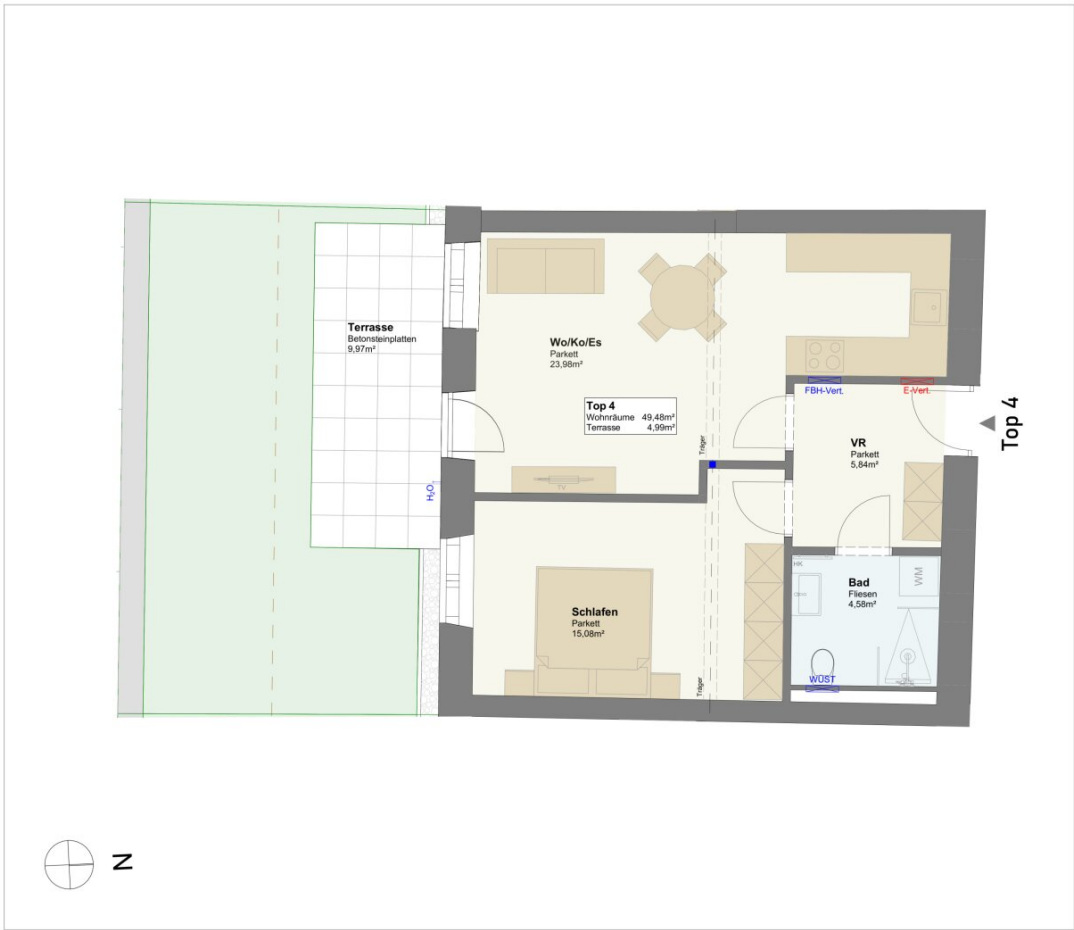 Terrasse
Betonsteinplatten
9,97m²
Wo/Ko/Es
Parkett
23,98m²
Top 4
Wohnräume 49,48m²
Terrasse 4,99m²
Träger
FBH-Vert.
E-Vert.
VR
Parkett
5,84m²
Top 4
TV
H₂O
Schlafen
Parkett
15,08m²
Träger
HK
Bad
Fliesen
4,58m²
WM
WÜST
N